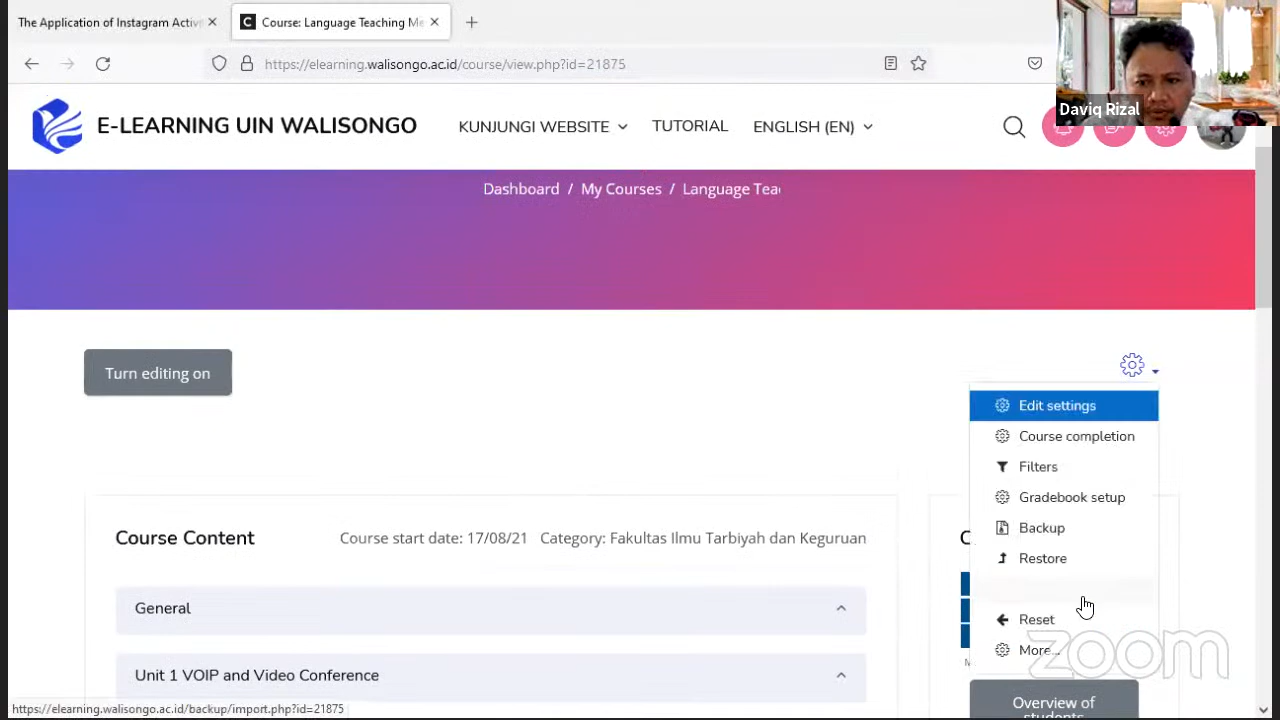 The Application of Instagram Activi
Course: Language Teaching Me
https://elearning.walisongo.ac.id/course/view.php?id=21875
Daviq Rizal
E-LEARNING UIN WALISONGO
KUNJUNGI WEBSITE
TUTORIAL
ENGLISH (EN)
Dashboard / My Courses / Language Tea
Turn editing on
Edit settings
Course completion
Filters
Gradebook setup
Backup
Restore
Reset
More...
Course Content
Course start date: 17/08/21
Category: Fakultas Ilmu Tarbiyah dan Keguruan
General
Unit 1 VOIP and Video Conference
zoom
Overview of
students
https://elearning.walisongo.ac.id/backup/import.php?id=21875